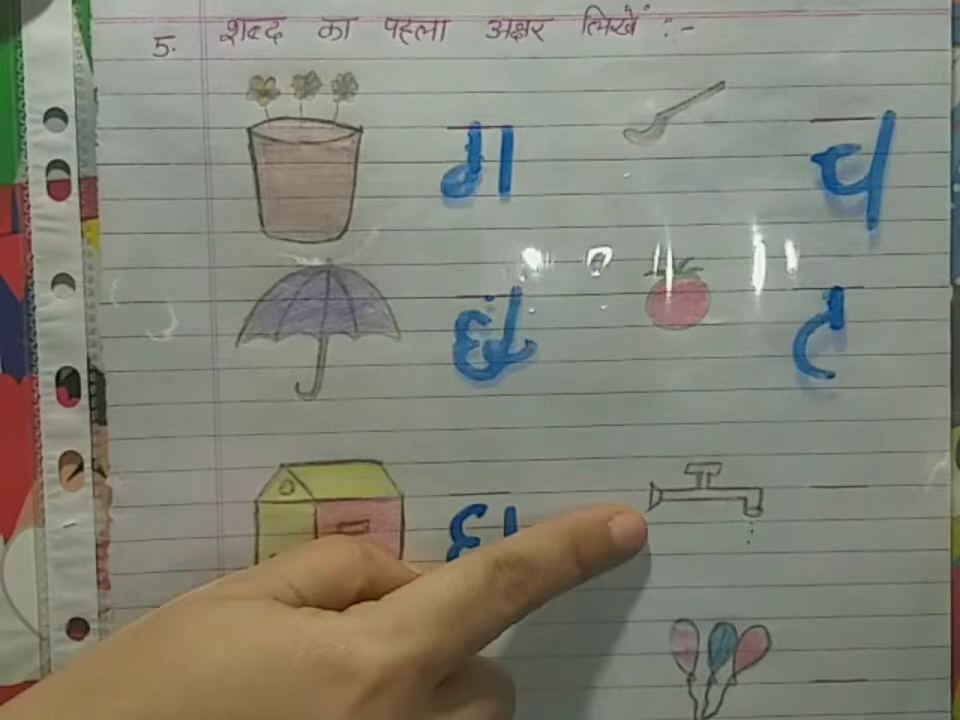 5. शब्द का पहला अक्षर लिखें :-
ग च
छ ट
घ